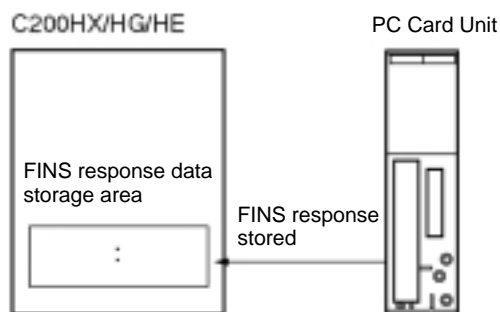 C200HX/HG/HE
PC Card Unit
FINS response data
storage area
:
FINS response
stored